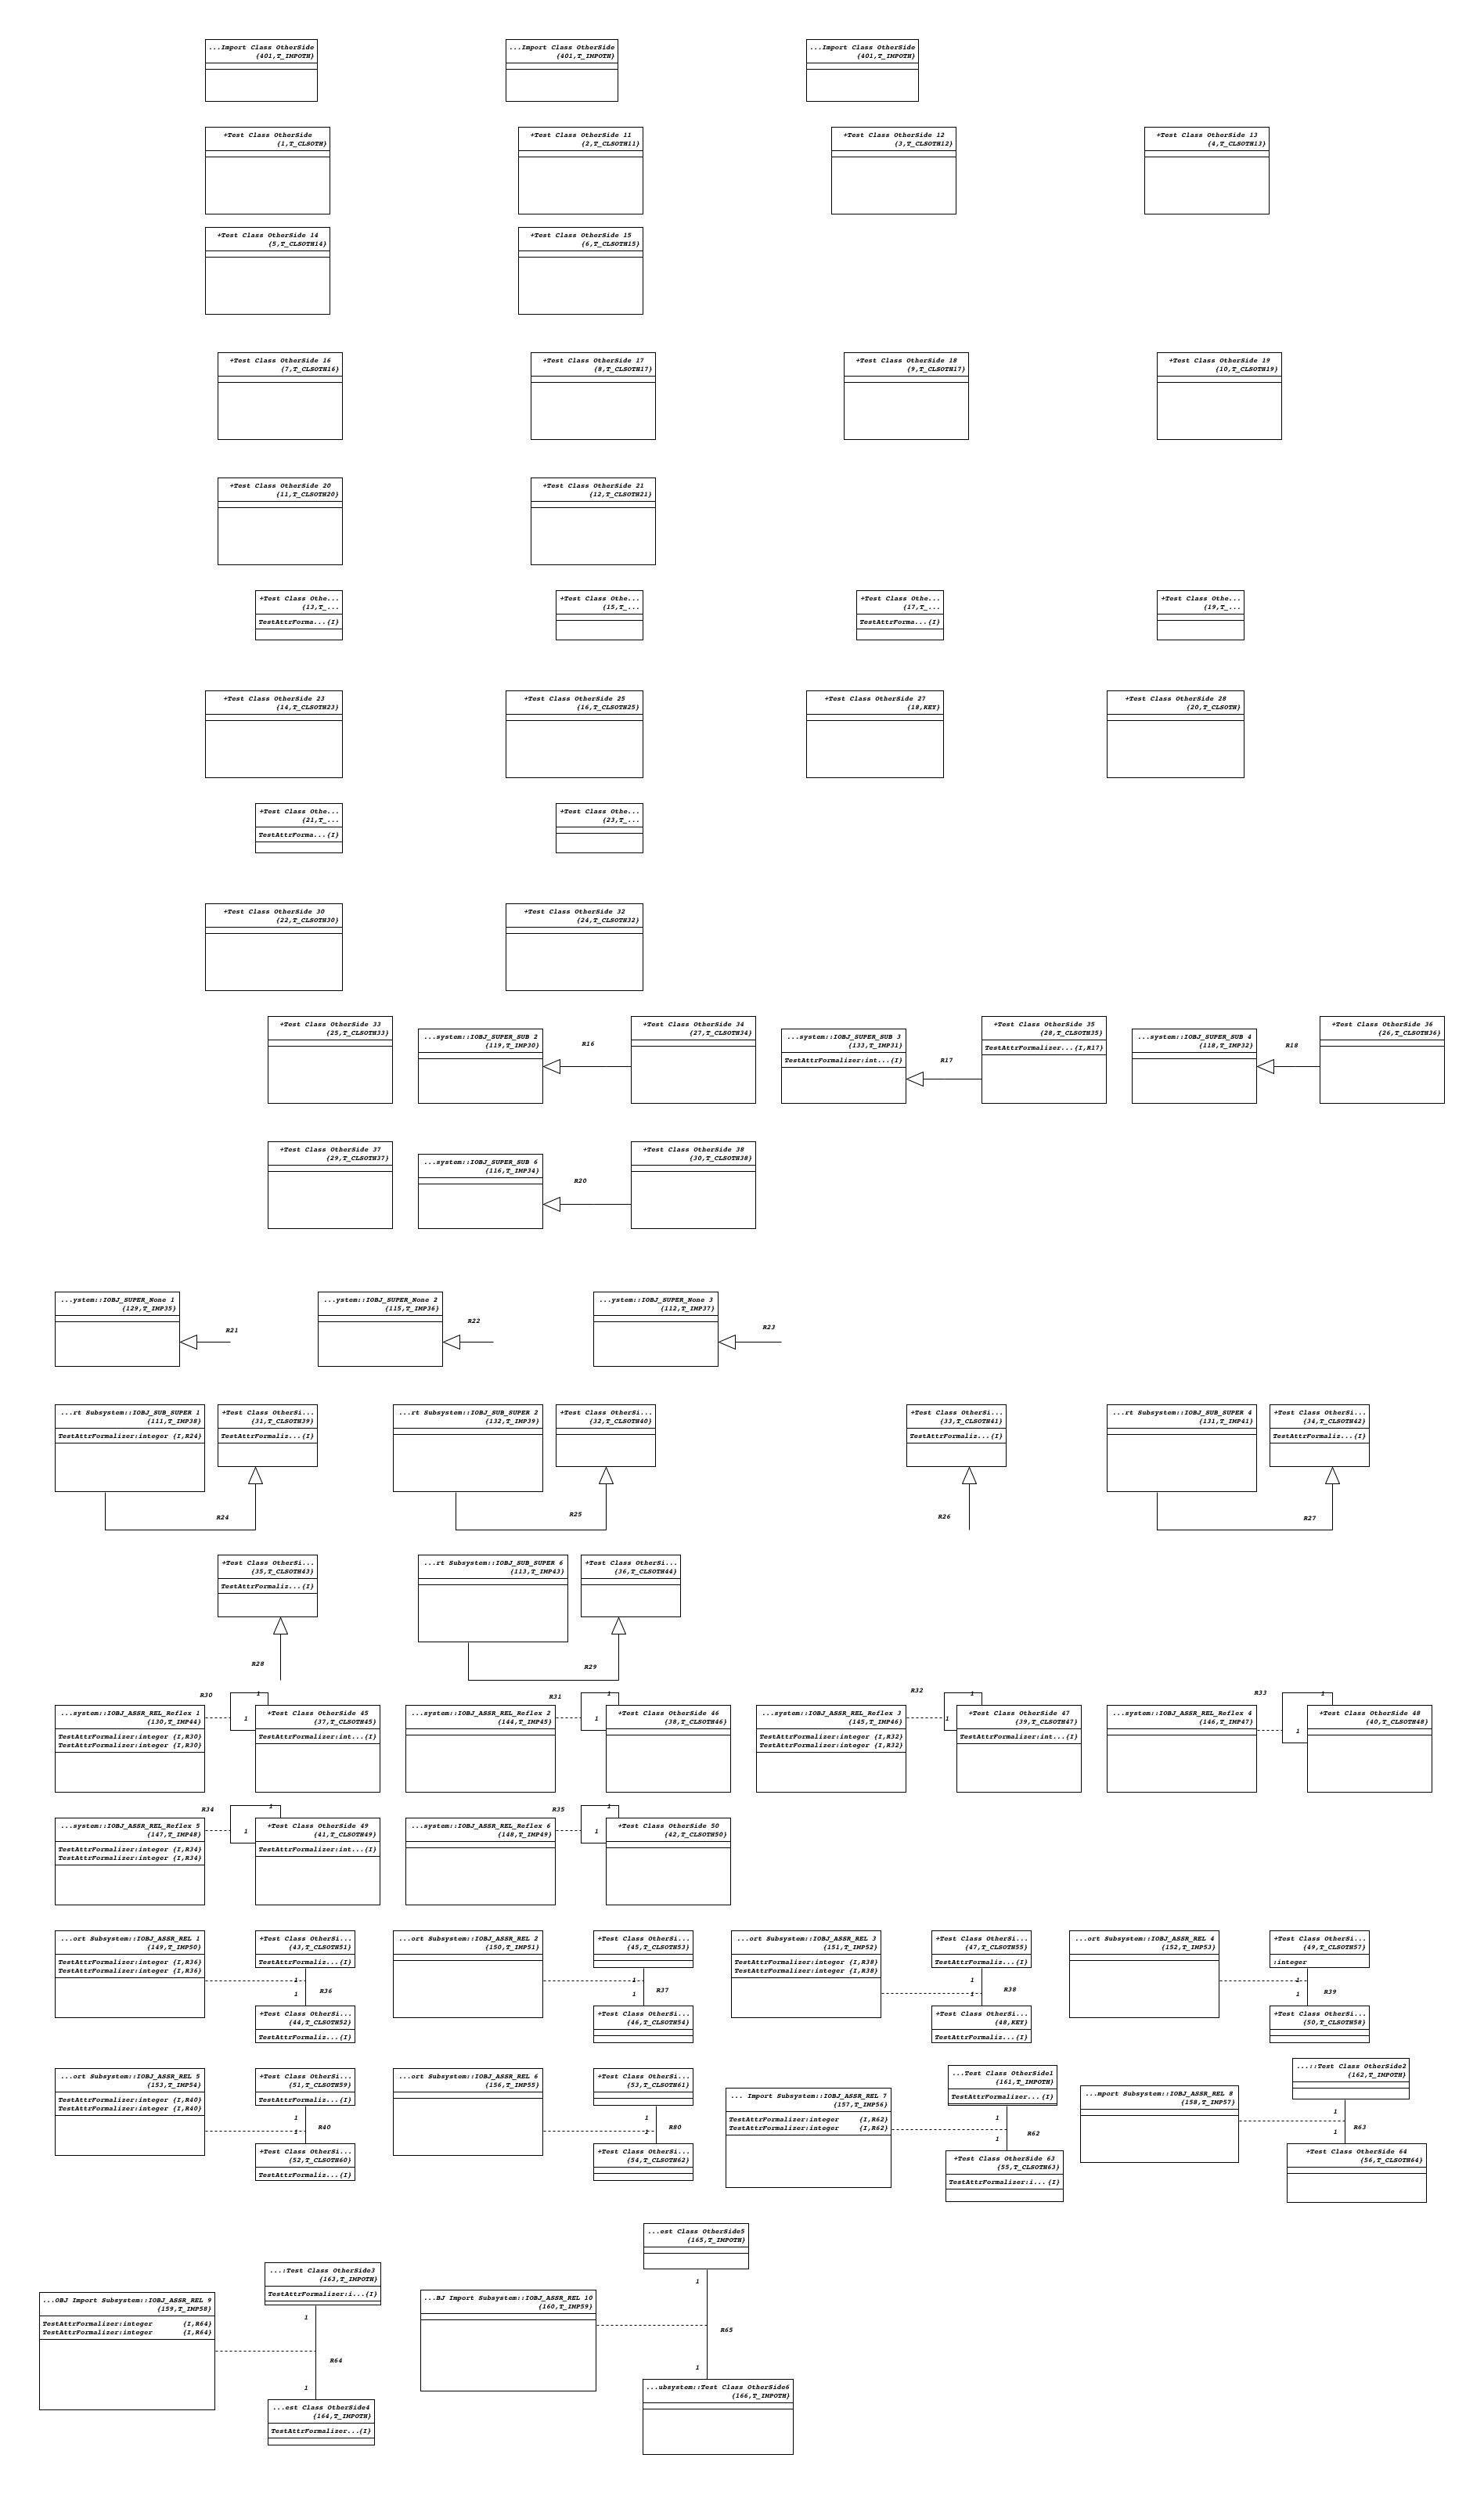 ...Import Class OtherSide
{401,T_IMPOTH}
...Import Class OtherSide
{401,T_IMPOTH}
...Import Class OtherSide
{401,T_IMPOTH}
+Test Class OtherSide
{1,T_CLSOTH}
+Test Class OtherSide 11
{2,T_CLSOTH11}
+Test Class OtherSide 12
{3,T_CLSOTH12}
+Test Class OtherSide 13
{4,T_CLSOTH13}
+Test Class OtherSide 14
{5,T_CLSOTH14}
+Test Class OtherSide 15
{6,T_CLSOTH15}
+Test Class OtherSide 16
{7,T_CLSOTH16}
+Test Class OtherSide 17
{8,T_CLSOTH17}
+Test Class OtherSide 18
{9,T_CLSOTH17}
+Test Class OtherSide 19
{10,T_CLSOTH19}
+Test Class OtherSide 20
{11,T_CLSOTH20}
+Test Class OtherSide 21
{12,T_CLSOTH21}
+Test Class Othe...
{13,T_...
TestAttrForma...{I}
+Test Class Othe...
{15,T_...
+Test Class Othe...
{17,T_...
TestAttrForma...{I}
+Test Class Othe...
{19,T_...
+Test Class OtherSide 23
{14,T_CLSOTH23}
+Test Class OtherSide 25
{16,T_CLSOTH25}
+Test Class OtherSide 27
{18,KEY}
+Test Class OtherSide 28
{20,T_CLSOTH}
+Test Class Othe...
{21,T_...
TestAttrForma...{I}
+Test Class Othe...
{23,T_...
+Test Class OtherSide 30
{22,T_CLSOTH30}
+Test Class OtherSide 32
{24,T_CLSOTH32}
+Test Class OtherSide 33
{25,T_CLSOTH33}
...system::IOBJ_SUPER_SUB 2
{119,T_IMP30}
R16
+Test Class OtherSide 34
{27,T_CLSOTH34}
...system::IOBJ_SUPER_SUB 3
{133,T_IMP31}
TestAttrFormalizer:int...{I}
R17
+Test Class OtherSide 35
{28,T_CLSOTH35}
TestAttrFormalizer...{I,R17}
...system::IOBJ_SUPER_SUB 4
{118,T_IMP32}
R18
+Test Class OtherSide 36
{26,T_CLSOTH36}
+Test Class OtherSide 37
{29,T_CLSOTH37}
...system::IOBJ_SUPER_SUB 6
{116,T_IMP34}
R20
+Test Class OtherSide 38
{30,T_CLSOTH38}
...ystem::IOBJ_SUPER_None 1
{129,T_IMP35}
R21
...ystem::IOBJ_SUPER_None 2
{115,T_IMP36}
R22
...ystem::IOBJ_SUPER_None 3
{112,T_IMP37}
R23
...rt Subsystem::IOBJ_SUB_SUPER 1
{111,T_IMP38}
TestAttrFormalizer:integer {I,R24}
+Test Class OtherSi...
{31,T_CLSOTH39}
TestAttrFormaliz...{I}
R24
...rt Subsystem::IOBJ_SUB_SUPER 2
{132,T_IMP39}
+Test Class OtherSi...
{32,T_CLSOTH40}
R25
+Test Class OtherSi...
{33,T_CLSOTH41}
TestAttrFormaliz...{I}
R26
...rt Subsystem::IOBJ_SUB_SUPER 4
{131,T_IMP41}
+Test Class OtherSi...
{34,T_CLSOTH42}
TestAttrFormaliz...{I}
R27
+Test Class OtherSi...
{35,T_CLSOTH43}
TestAttrFormaliz...{I}
R28
...rt Subsystem::IOBJ_SUB_SUPER 6
{113,T_IMP43}
+Test Class OtherSi...
{36,T_CLSOTH44}
R29
...system::IOBJ_ASSR_REL_Reflex 1
{130,T_IMP44}
TestAttrFormalizer:integer {I,R30}
TestAttrFormalizer:integer {I,R30}
R30
1
1
+Test Class OtherSide 45
{37,T_CLSOTH45}
TestAttrFormalizer:int...{I}
...system::IOBJ_ASSR_REL_Reflex 2
{144,T_IMP45}
R31
1
1
+Test Class OtherSide 46
{38,T_CLSOTH46}
...system::IOBJ_ASSR_REL_Reflex 3
{145,T_IMP46}
TestAttrFormalizer:integer {I,R32}
TestAttrFormalizer:integer {I,R32}
R32
1
1
+Test Class OtherSide 47
{39,T_CLSOTH47}
TestAttrFormalizer:int...{I}
...system::IOBJ_ASSR_REL_Reflex 4
{146,T_IMP47}
R33
1
1
+Test Class OtherSide 48
{40,T_CLSOTH48}
...system::IOBJ_ASSR_REL_Reflex 5
{147,T_IMP48}
TestAttrFormalizer:integer {I,R34}
TestAttrFormalizer:integer {I,R34}
R34
1
1
+Test Class OtherSide 49
{41,T_CLSOTH49}
TestAttrFormalizer:int...{I}
...system::IOBJ_ASSR_REL_Reflex 6
{148,T_IMP49}
R35
1
1
+Test Class OtherSide 50
{42,T_CLSOTH50}
...ort Subsystem::IOBJ_ASSR_REL 1
{149,T_IMP50}
TestAttrFormalizer:integer {I,R36}
TestAttrFormalizer:integer {I,R36}
+Test Class OtherSi...
{43,T_CLSOTH51}
TestAttrFormaliz...{I}
1
1
R36
+Test Class OtherSi...
{44,T_CLSOTH52}
TestAttrFormaliz...{I}
...ort Subsystem::IOBJ_ASSR_REL 2
{150,T_IMP51}
+Test Class OtherSi...
{45,T_CLSOTH53}
1
1
R37
+Test Class OtherSi...
{46,T_CLSOTH54}
...ort Subsystem::IOBJ_ASSR_REL 3
{151,T_IMP52}
TestAttrFormalizer:integer {I,R38}
TestAttrFormalizer:integer {I,R38}
+Test Class OtherSi...
{47,T_CLSOTH55}
TestAttrFormaliz...{I}
1
1
R38
+Test Class OtherSi...
{48,KEY}
TestAttrFormaliz...{I}
...ort Subsystem::IOBJ_ASSR_REL 4
{152,T_IMP53}
+Test Class OtherSi...
{49,T_CLSOTH57}
:integer
1
1
R39
+Test Class OtherSi...
{50,T_CLSOTH58}
...ort Subsystem::IOBJ_ASSR_REL 5
{153,T_IMP54}
TestAttrFormalizer:integer {I,R40}
TestAttrFormalizer:integer {I,R40}
+Test Class OtherSi...
{51,T_CLSOTH59}
1
1
R40
+Test Class OtherSi...
{52,T_CLSOTH60}
TestAttrFormaliz...{I}
...ort Subsystem::IOBJ_ASSR_REL 6
{156,T_IMP55}
+Test Class OtherSi...
{53,T_CLSOTH61}
1
1
R80
+Test Class OtherSi...
{54,T_CLSOTH62}
... Import Subsystem::IOBJ_ASSR_REL 7
{157,T_IMP56}
TestAttrFormalizer:integer {I,R62}
TestAttrFormalizer:integer {I,R62}
...Test Class OtherSide1
{161,T_IMPOTH}
TestAttrFormalizer...{I}
1
1
R62
+Test Class OtherSide 63
{55,T_CLSOTH63}
TestAttrFormalizer:i...{I}
...mport Subsystem::IOBJ_ASSR_REL 8
{158,T_IMP57}
...::Test Class OtherSide2
{162,T_IMPOTH}
1
1
R63
+Test Class OtherSide 64
{56,T_CLSOTH64}
...OBJ Import Subsystem::IOBJ_ASSR_REL 9
{159,T_IMP58}
TestAttrFormalizer:integer {I,R64}
TestAttrFormalizer:integer {I,R64}
...:Test Class OtherSide3
{163,T_IMPOTH}
TestAttrFormalizer:i...{I}
1
R64
1
...est Class OtherSide4
{164,T_IMPOTH}
TestAttrFormalizer...{I}
...BJ Import Subsystem::IOBJ_ASSR_REL 10
{160,T_IMP59}
...est Class OtherSide5
{165,T_IMPOTH}
1
R65
1
...ubsystem::Test Class OtherSide6
{166,T_IMPOTH}